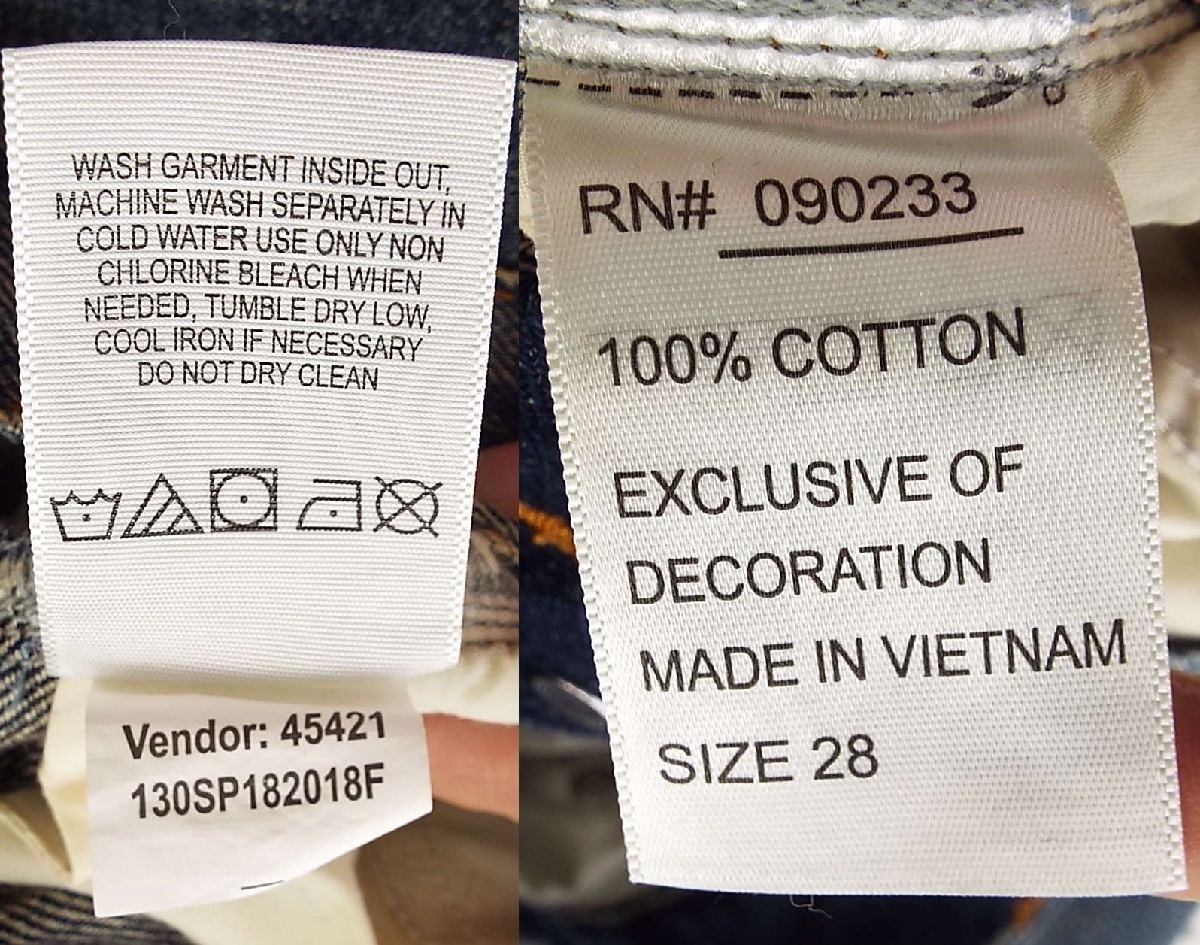 WASH GARMENT INSIDE OUT,
MACHINE WASH SEPARATELY IN
COLD WATER USE ONLY NON
CHLORINE BLEACH WHEN
NEEDED, TUMBLE DRY LOW,
COOL IRON IF NECESSARY
DO NOT DRY CLEAN
Vendor: 45421
130SP182018F
RN# 090233
100% COTTON
EXCLUSIVE OF
DECORATION
MADE IN VIETNAM
SIZE 28